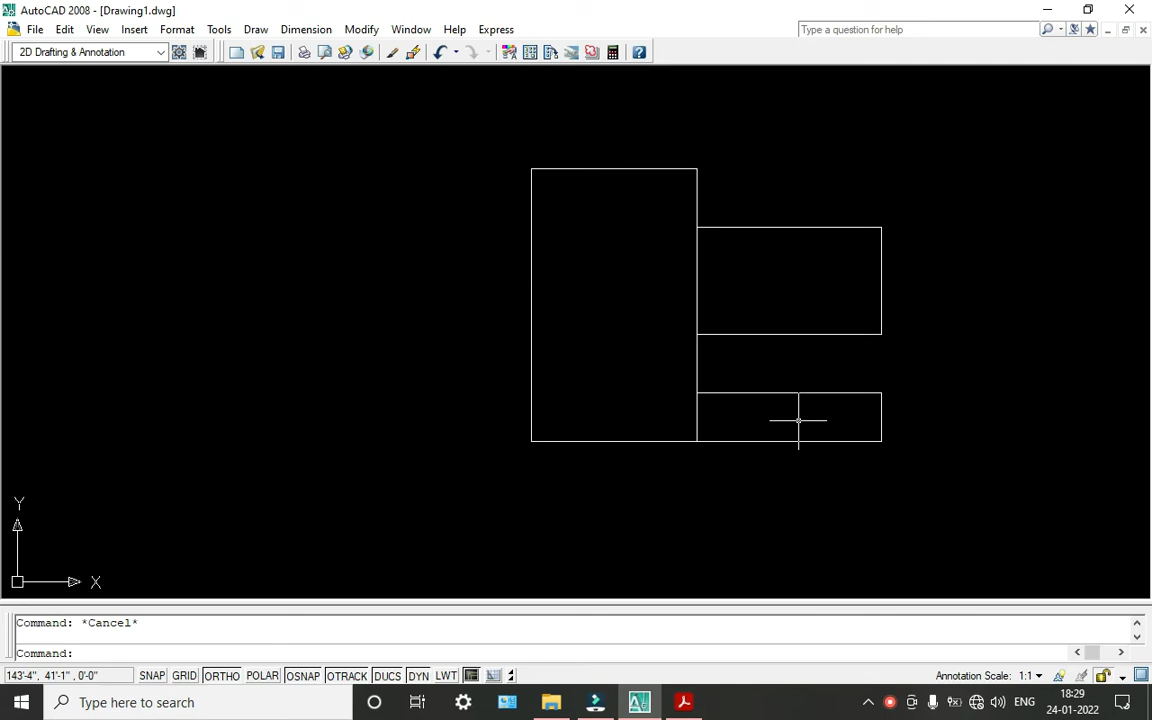 AutoCAD 2008 - [Drawing1.dwg]
File Edit View Insert Format Tools Draw Dimension Modify Window Help Express
Type a question for help
2D Drafting & Annotation
Y
X
Command: *Cancel*
Command:
143'-4", 41'-1" , 0'-0" SNAP GRID ORTHO POLAR OSNAP OTRACK DUCS DYN LWT Annotation Scale: 1:1
Type here to search
ENG
18:29
24-01-2022